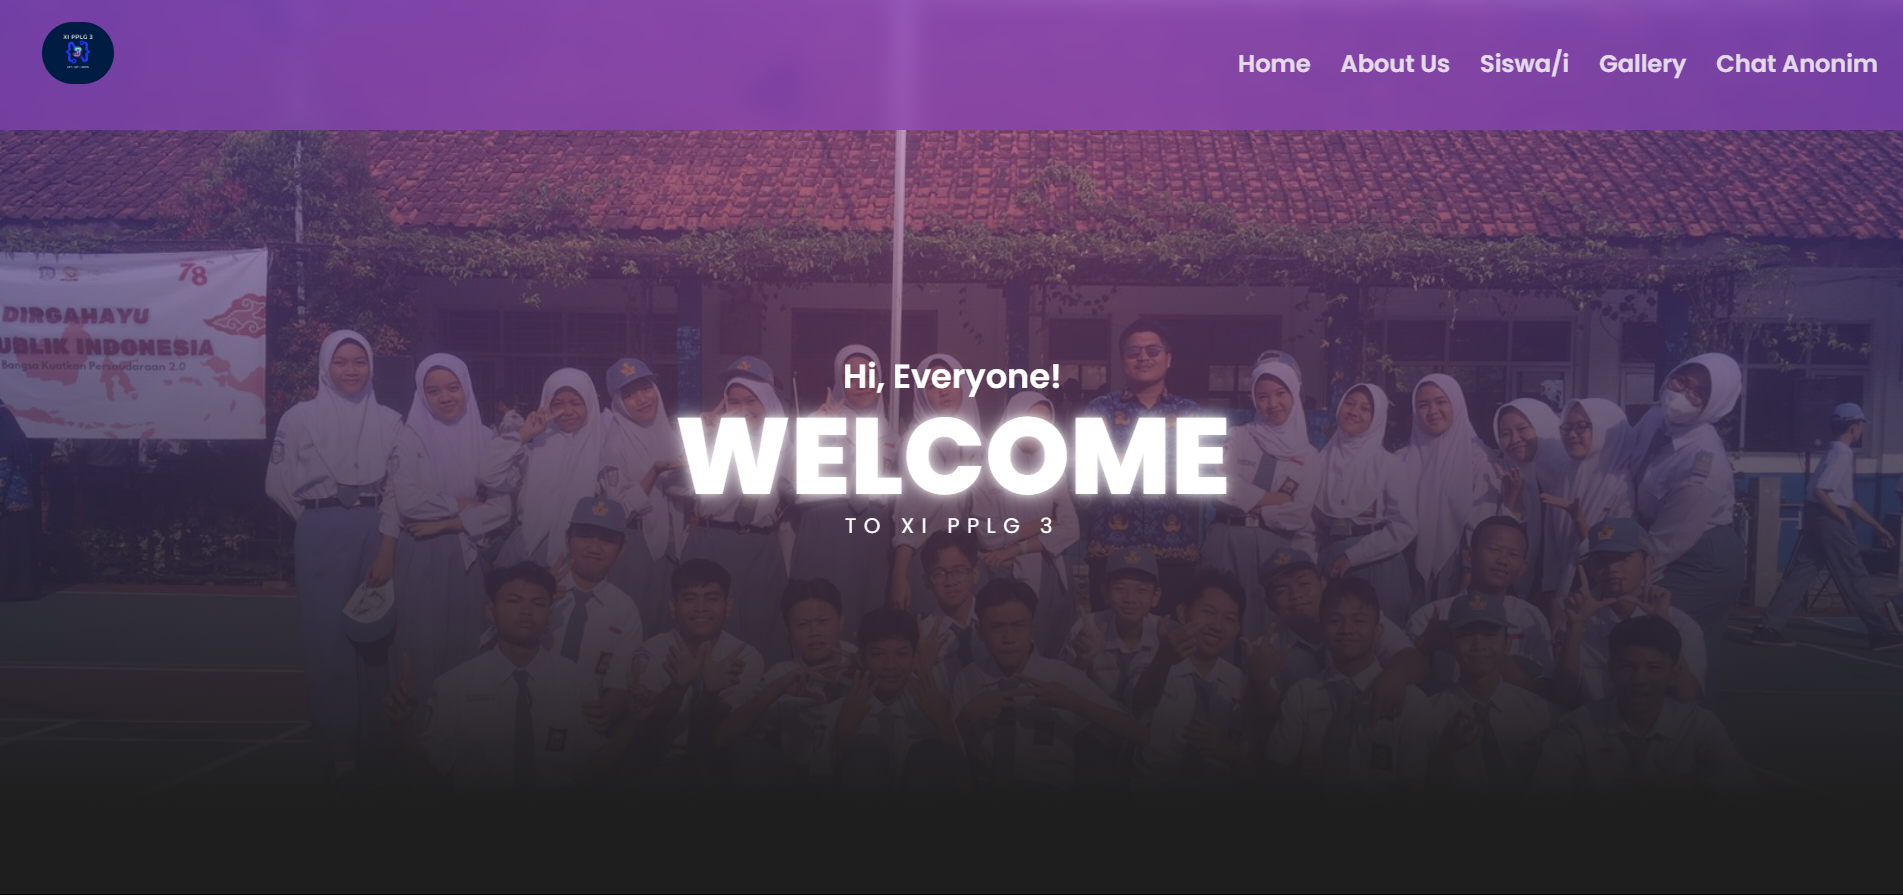 XI PPLG 3
Home
About Us
Siswa/i
Gallery
Chat Anonim
78
DIRGAHAYU
UBLIK INDONESIA
Bangsa Kuatkan Persaudaraan 2.0
Hi, Everyone!
WELCOME
TO XI PPLG 3